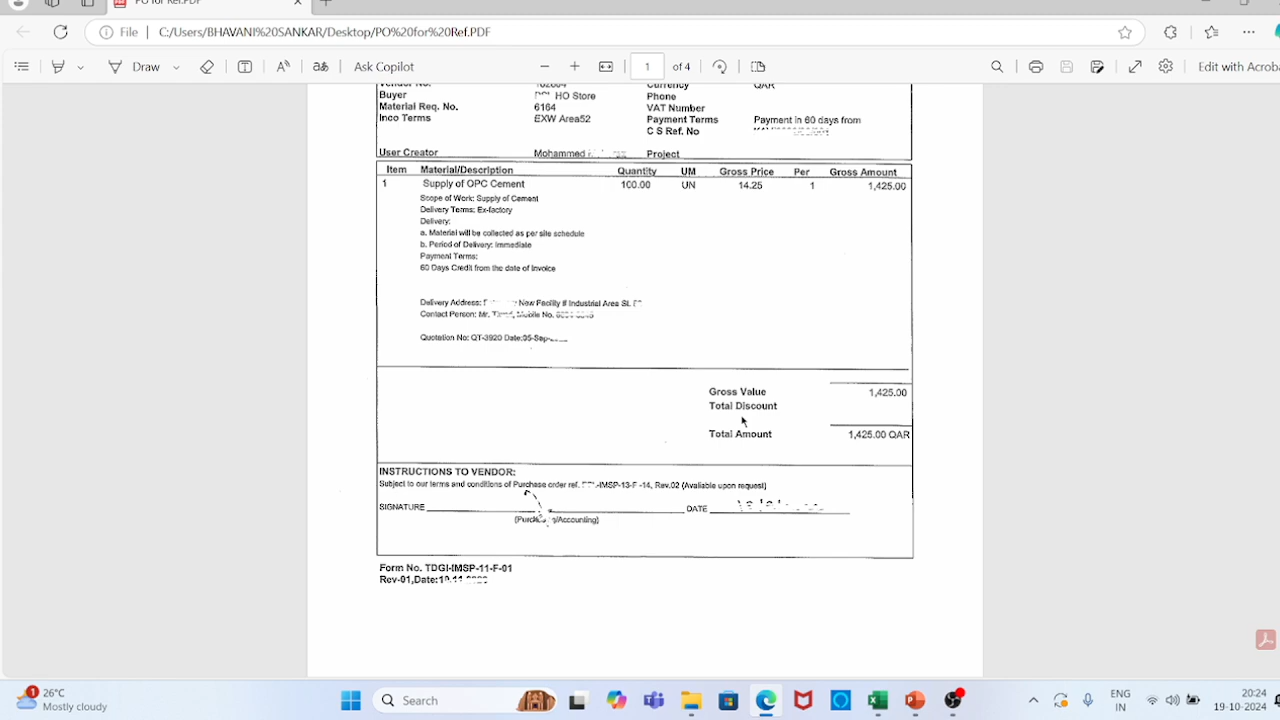 PO for Ref.PDF
File C:/Users/BHAVANI%20SANKAR/Desktop/PO%20for%20Ref.PDF
Draw Ask Copilot 1 of 4 Edit with Acroba
Currency QAR
Buyer HO Store Phone
Material Req. No. 6164 VAT Number
Inco Terms EXW Area52 Payment Terms Payment in 60 days from
C S Ref. No
User Creator Mohammed Project
Item Material/Description Quantity UM Gross Price Per Gross Amount
1 Supply of OPC Cement 100.00 UN 14.25 1 1,425.00
Scope of Work: Supply of Cement
Delivery Terms: Ex-factory
Delivery:
a. Material will be collected as per site schedule
b. Period of Delivery: Immediate
Payment Terms:
60 Days Credit from the date of Invoice
Delivery Address: New Facility # Industrial Area St.
Contact Person: Mr. Mobile No.
Quotation No: QT-3920 Date:05-Sep-
Gross Value 1,425.00
Total Discount
Total Amount 1,425.00 QAR
INSTRUCTIONS TO VENDOR:
Subject to our terms and conditions of Purchase order ref. -IMSP-13-F -14, Rev.02 (Available upon request)
SIGNATURE DATE
(Purchasing/Accounting)
Form No. TDGI-IMSP-11-F-01
Rev-01,Date:
26°C
Mostly cloudy
Search
ENG
IN
20:24
19-10-2024